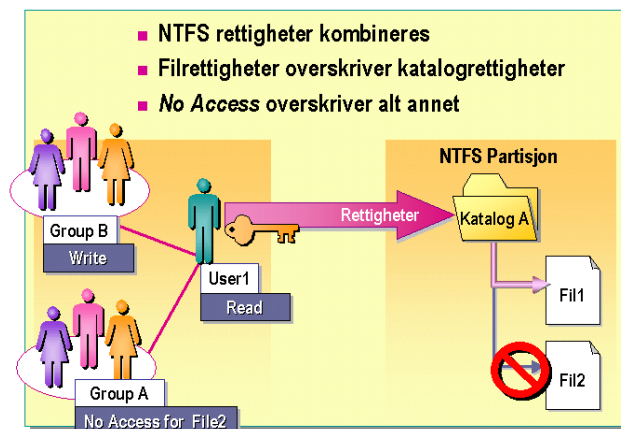 NTFS rettigheter kombineres
Filrettigheter overskriver katalogrettigheter
No Access overskriver alt annet
NTFS Partisjon
Rettigheter
Katalog A
Group B
Write
User1
Read
Fil1
Fil2
Group A
No Access for File2